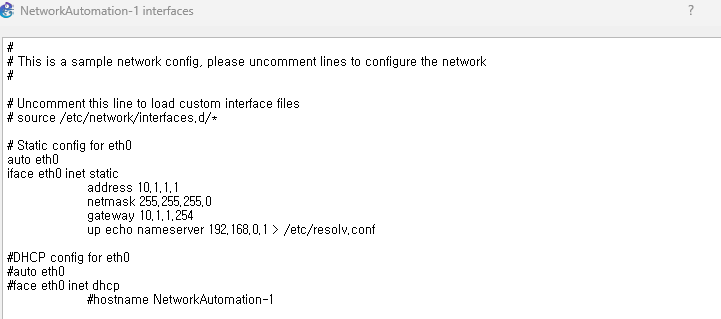 NetworkAutomation-1 interfaces
?
#
# This is a sample network config, please uncomment lines to configure the network
#
# Uncomment this line to load custom interface files
# source /etc/network/interfaces.d/*
# Static config for eth0
auto eth0
iface eth0 inet static
address 10.1.1.1
netmask 255.255.255.0
gateway 10.1.1.254
up echo nameserver 192.168.0.1 > /etc/resolv.conf
#DHCP config for eth0
#auto eth0
#face eth0 inet dhcp
#hostname NetworkAutomation-1